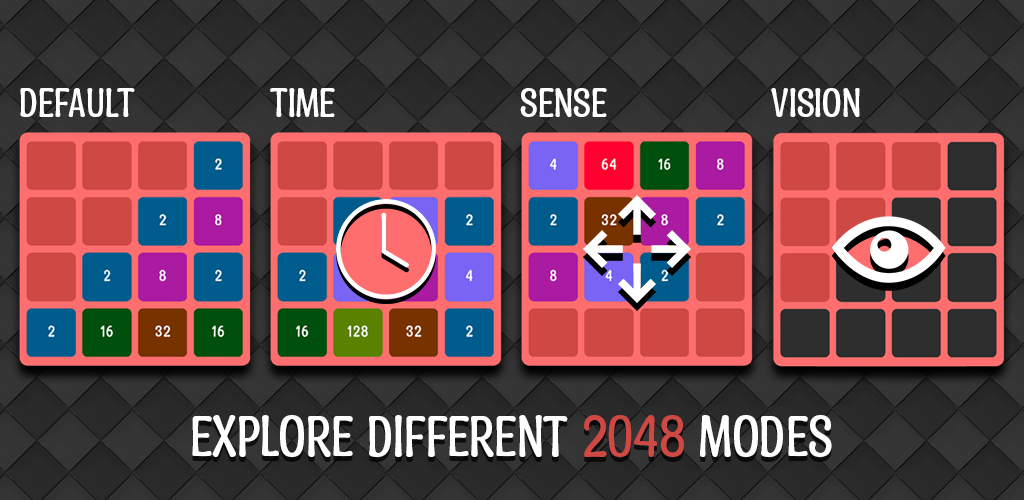 DEFAULT TIME SENSE VISION
2 4 64 16 8
2 8 2 2 32 8 2
2 8 2 2 4 8 4 2
2 16 32 16 16 128 32 2
EXPLORE DIFFERENT 2048 MODES